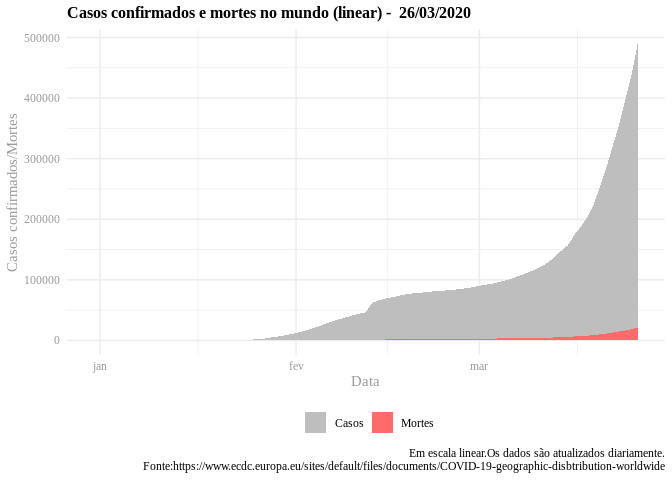 Casos confirmados e mortes no mundo (linear) -  26/03/2020
Casos confirmados/Mortes
500000
400000
300000
200000
100000
0
jan
fev
mar
Data
Casos
Mortes
Em escala linear.Os dados são atualizados diariamente.
Fonte:https://www.ecdc.europa.eu/sites/default/files/documents/COVID-19-geographic-disbtribution-worldwide